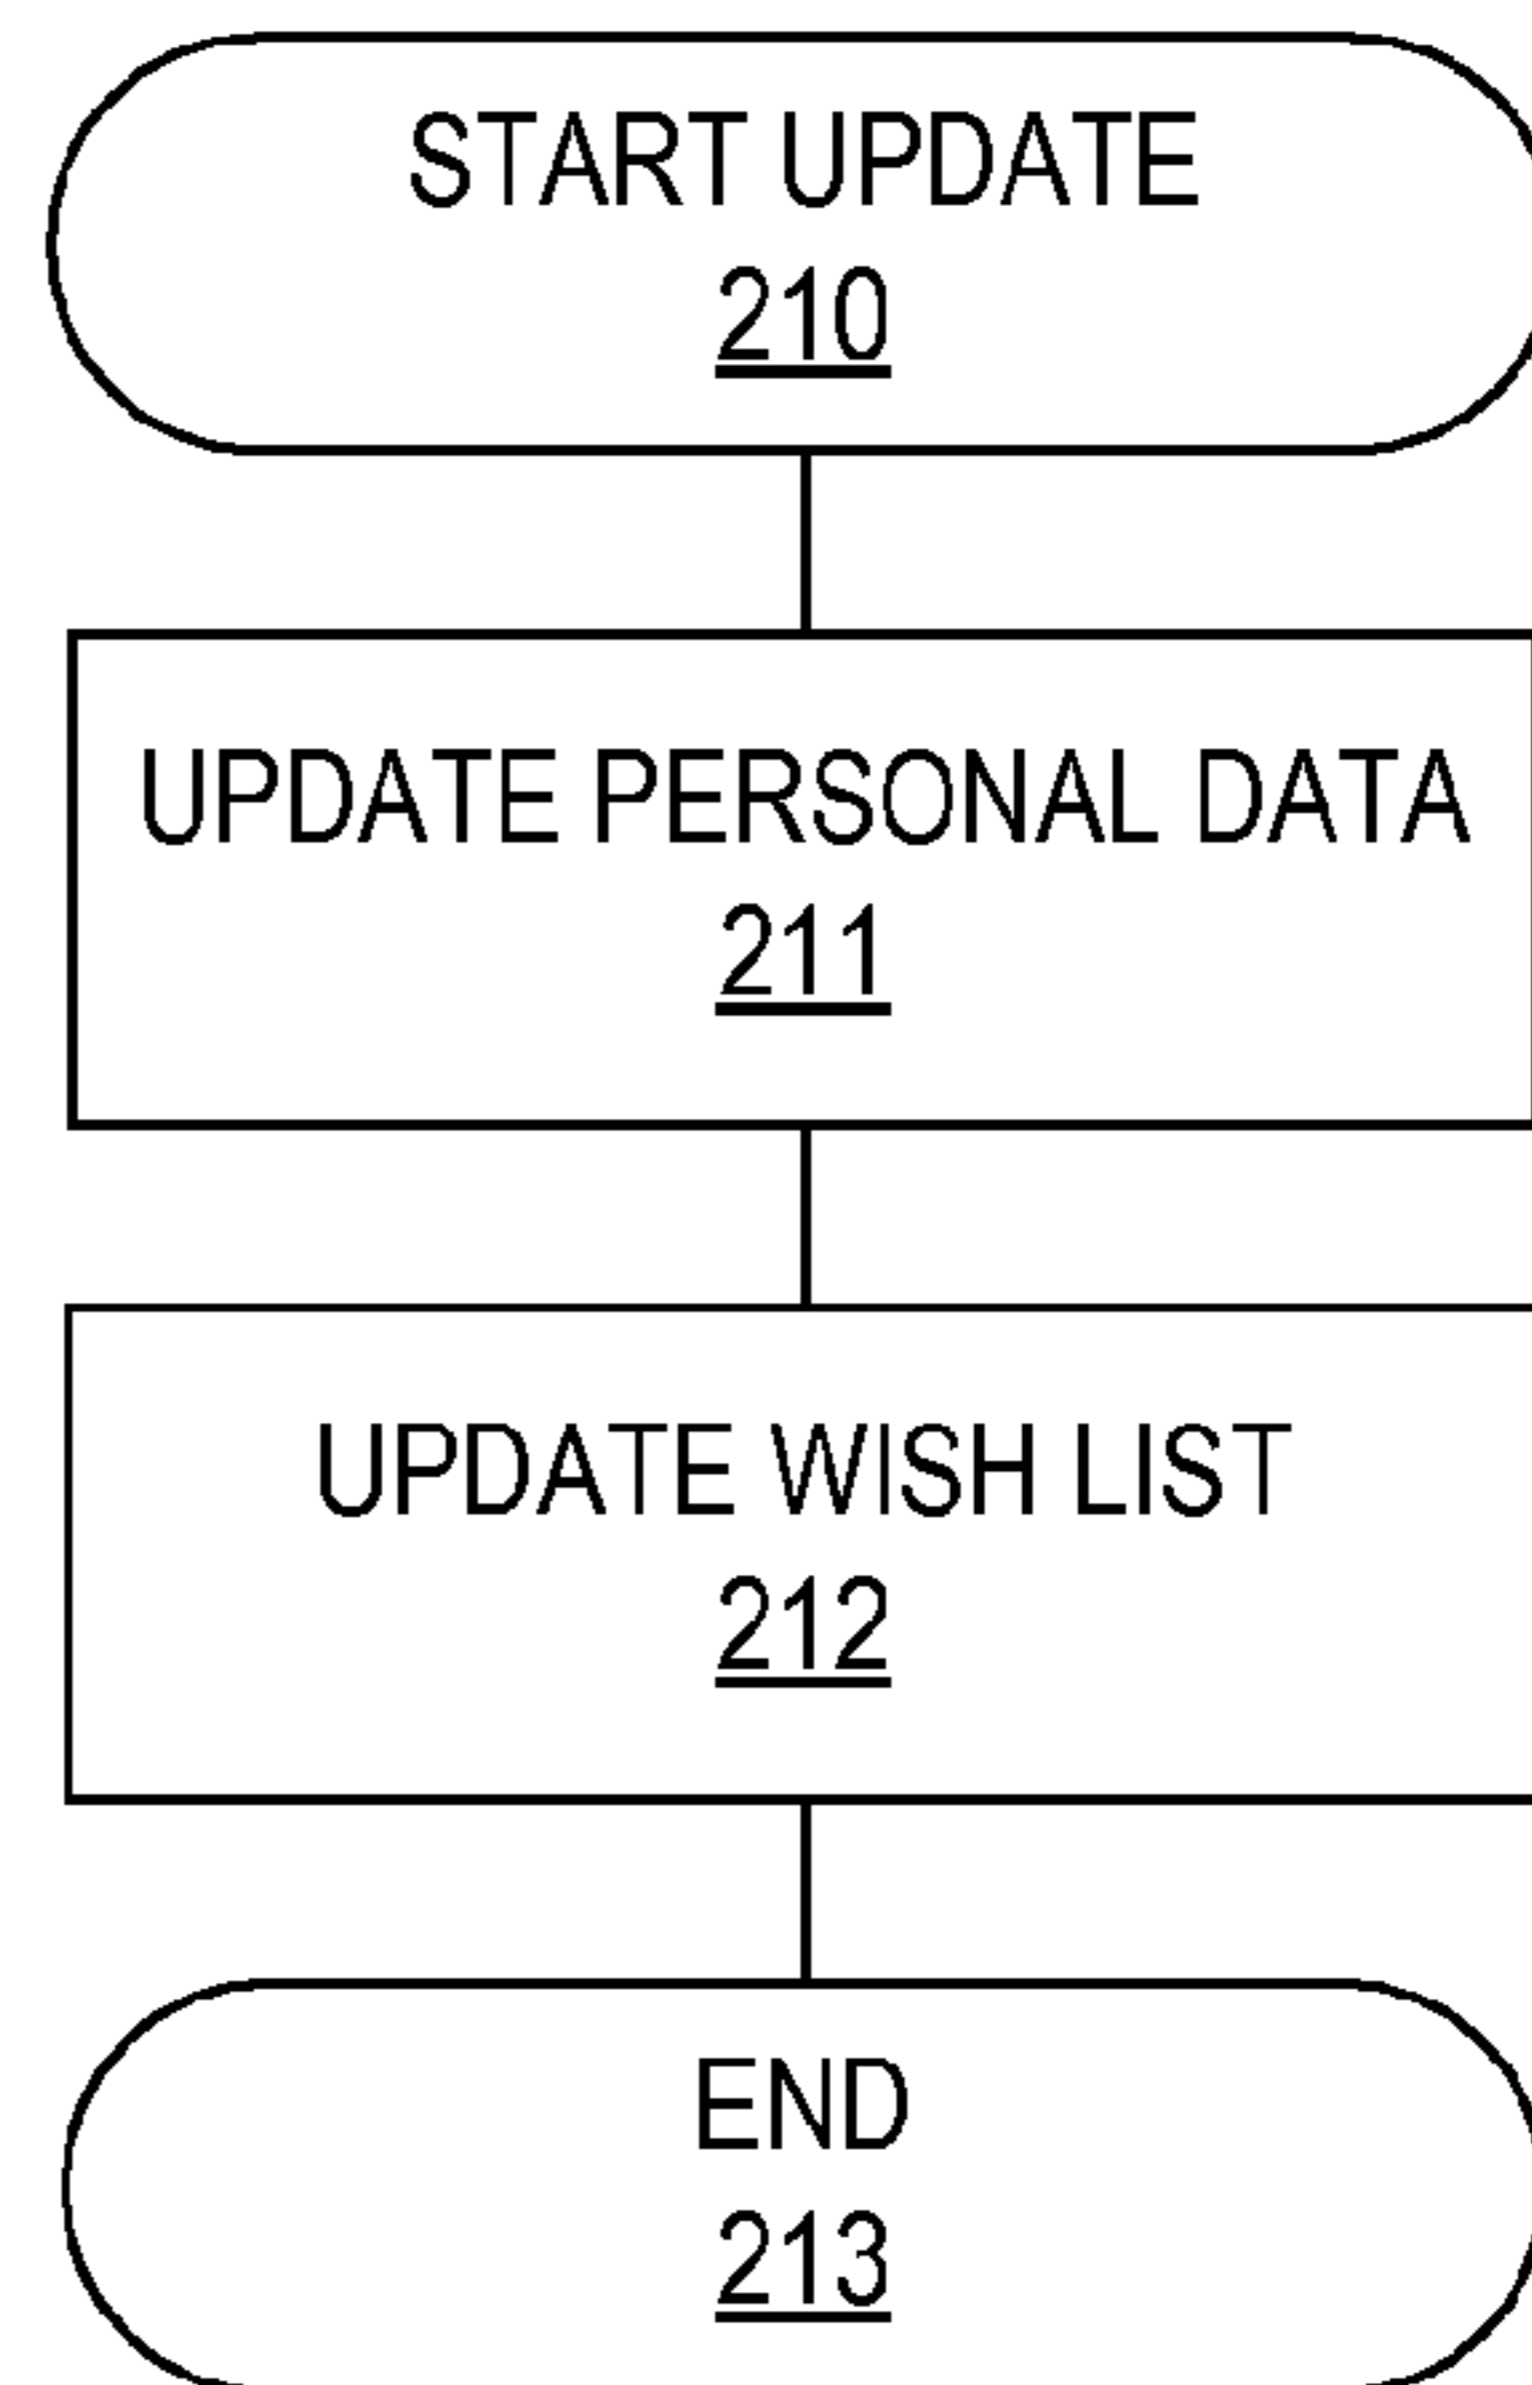 START UPDATE
210
UPDATE PERSONAL DATA
211
UPDATE WISH LIST
212
END
213